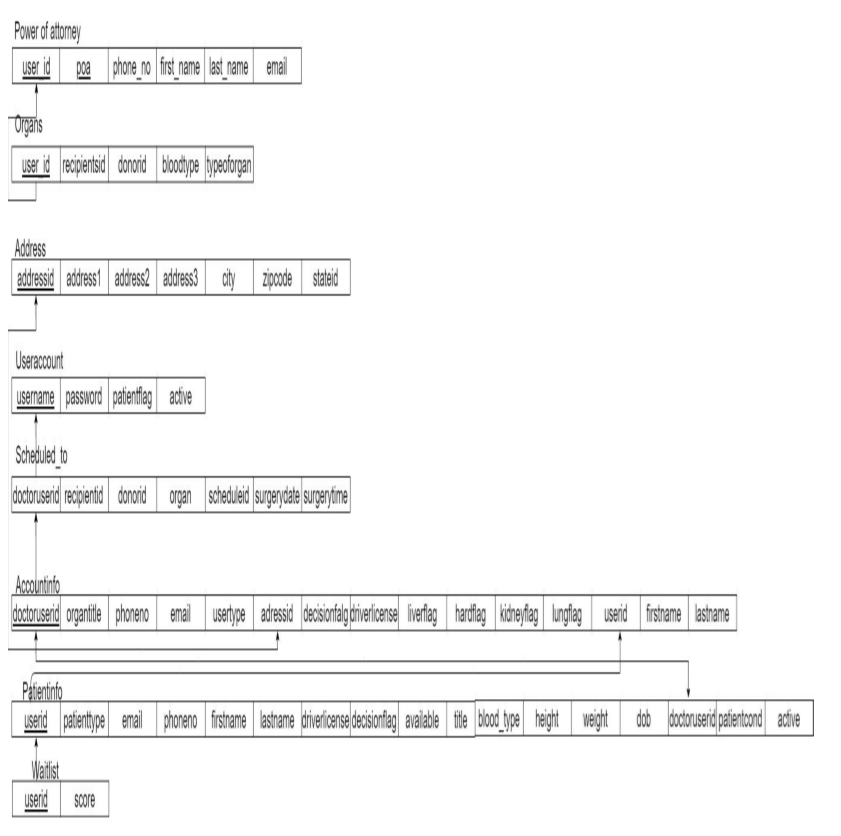 Power of attorney
user_id poa phone_no first_name last_name email
Organs
user_id recipientsid donorid bloodtype typeoforgan
Address
addressid address1 address2 address3 city zipcode stateid
Useraccount
username password patientflag active
Scheduled_to
doctoruserid recipientid donorid organ scheduleid surgerydate surgerytime
Accountinfo
doctoruserid organtitle phoneno email usertype adressid decisionfalg driverlicense liverflag hardflag kidneyflag lungflag userid firstname lastname
Patientinfo
userid patienttype email phoneno firstname lastname driverlicense decisionflag available title blood_type height weight dob doctoruserid patientcond active
Waitlist
userid score